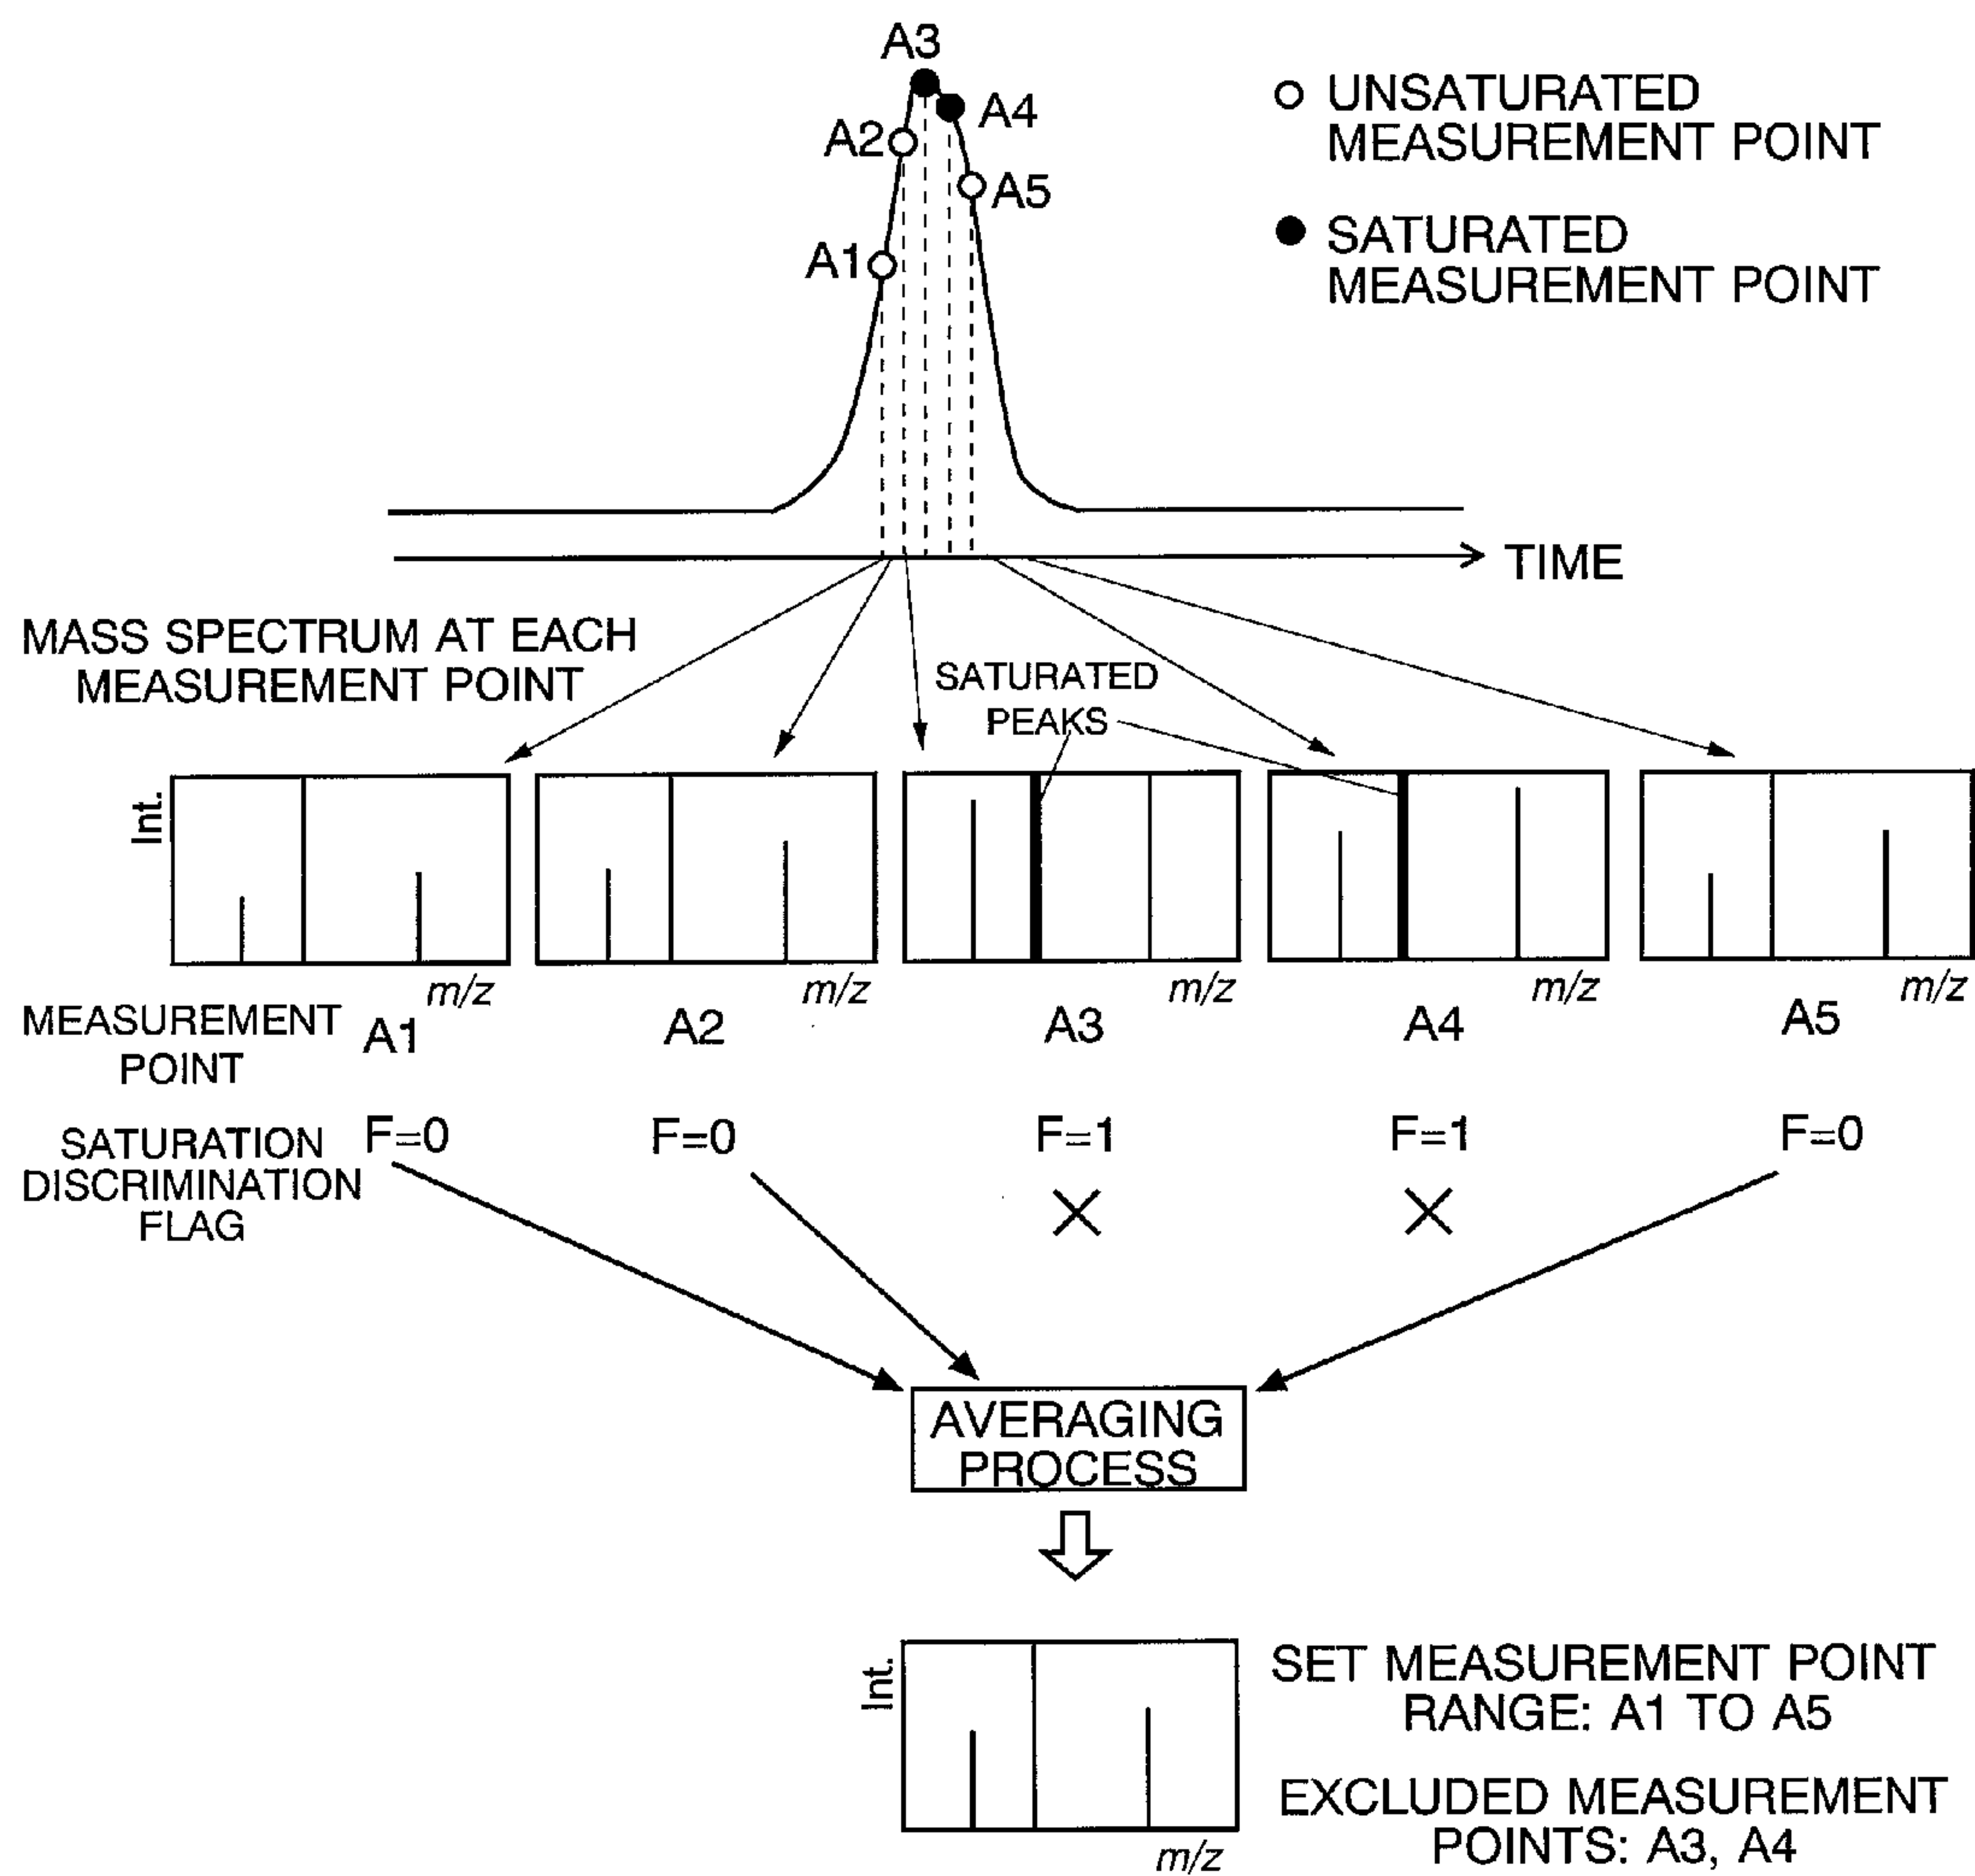 A3
A4
A2
A5
A1
○ UNSATURATED
MEASUREMENT POINT
● SATURATED
MEASUREMENT POINT
TIME
MASS SPECTRUM AT EACH
MEASUREMENT POINT
SATURATED
PEAKS
Int.
m/z
m/z
m/z
m/z
m/z
MEASUREMENT
POINT
A1
A2
A3
A4
A5
SATURATION
DISCRIMINATION
FLAG
F=0
F=0
F=1
F=1
F=0
AVERAGING
PROCESS
Int.
m/z
SET MEASUREMENT POINT
RANGE: A1 TO A5
EXCLUDED MEASUREMENT
POINTS: A3, A4